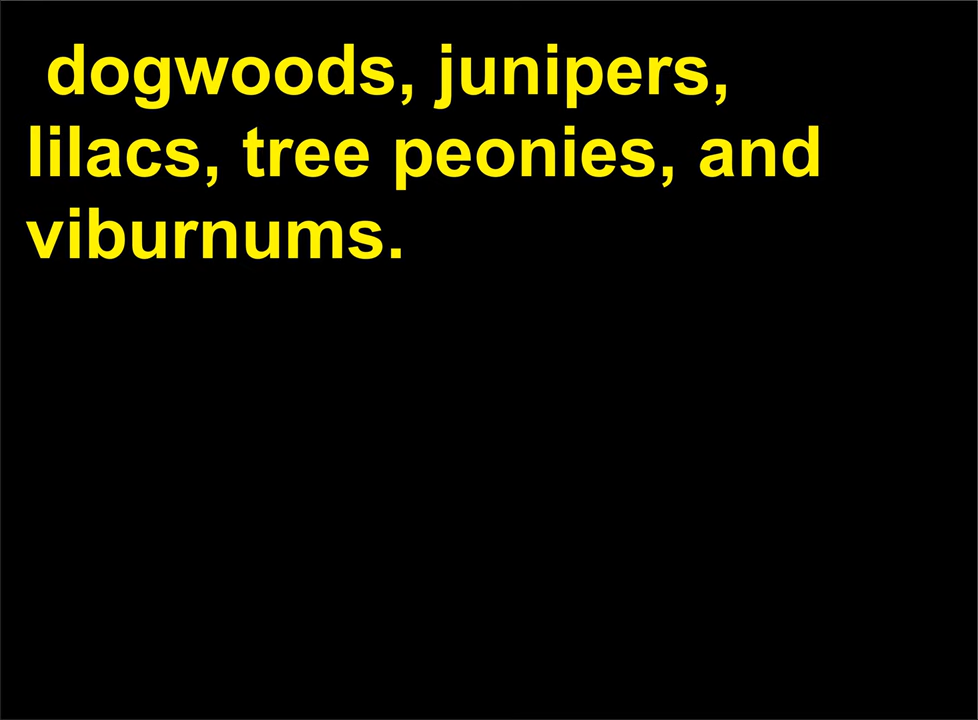 dogwoods, junipers,
lilacs, tree peonies, and
viburnums.